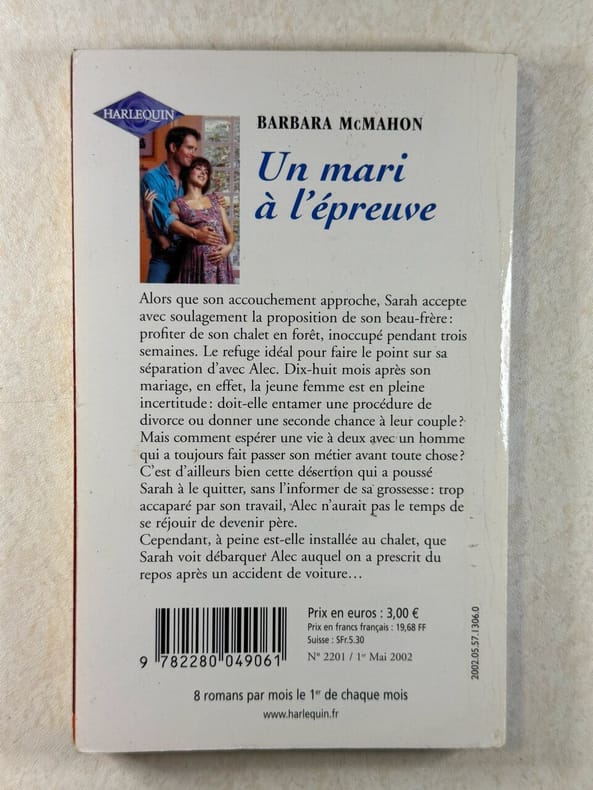 HARLEQUIN
BARBARA McMAHON
Un mari
à l'épreuve
Alors que son accouchement approche, Sarah accepte
avec soulagement la proposition de son beau-frère :
profiter de son chalet en forêt, inoccupé pendant trois
semaines. Le refuge idéal pour faire le point sur sa
séparation d'avec Alec. Dix-huit mois après son
mariage, en effet, la jeune femme est en pleine
incertitude : doit-elle entamer une procédure de
divorce ou donner une seconde chance à leur couple ?
Mais comment espérer une vie à deux avec un homme
qui a toujours fait passer son métier avant toute chose ?
C'est d'ailleurs bien cette désertion qui a poussé
Sarah à le quitter, sans l'informer de sa grossesse : trop
accaparé par son travail, Alec n'aurait pas le temps de
se réjouir de devenir père.
Cependant, à peine est-elle installée au chalet, que
Sarah voit débarquer Alec auquel on a prescrit du
repos après un accident de voiture…
Prix en euros : 3,00 €
Prix en francs français : 19,68 FF
Suisse : SFr.5.30
N° 2201 / 1er Mai 2002
9 782280 049061
2002.05.57.1306.0
8 romans par mois le 1er de chaque mois
www.harlequin.fr